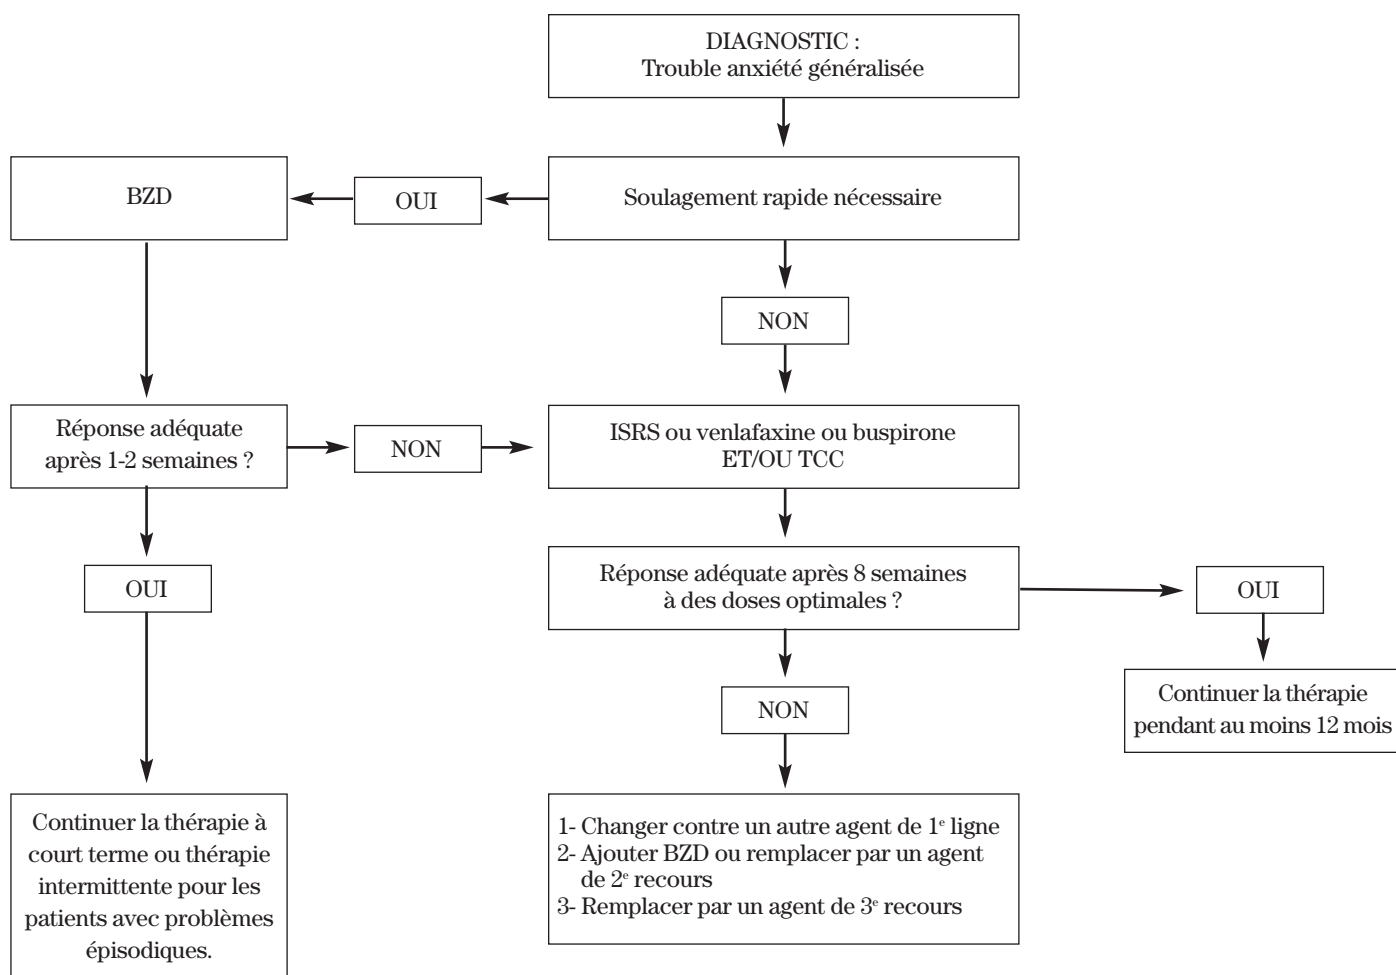 DIAGNOSTIC :
Trouble anxiété généralisée
BZD
OUI
Soulagement rapide nécessaire
NON
Réponse adéquate
après 1-2 semaines ?
NON
ISRS ou venlafaxine ou buspirone
ET/OU TCC
OUI
Réponse adéquate après 8 semaines
à des doses optimales ?
OUI
NON
Continuer la thérapie
pendant au moins 12 mois
Continuer la thérapie à
court terme ou thérapie
intermittente pour les
patients avec problèmes
épisodiques.
1- Changer contre un autre agent de 1e ligne
2- Ajouter BZD ou remplacer par un agent
de 2e recours
3- Remplacer par un agent de 3e recours